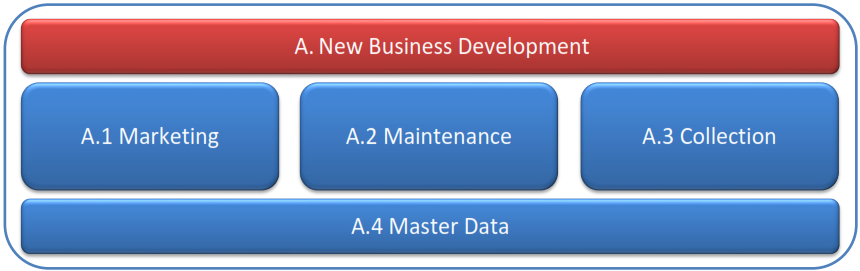 A. New Business Development
A.1 Marketing
A.2 Maintenance
A.3 Collection
A.4 Master Data